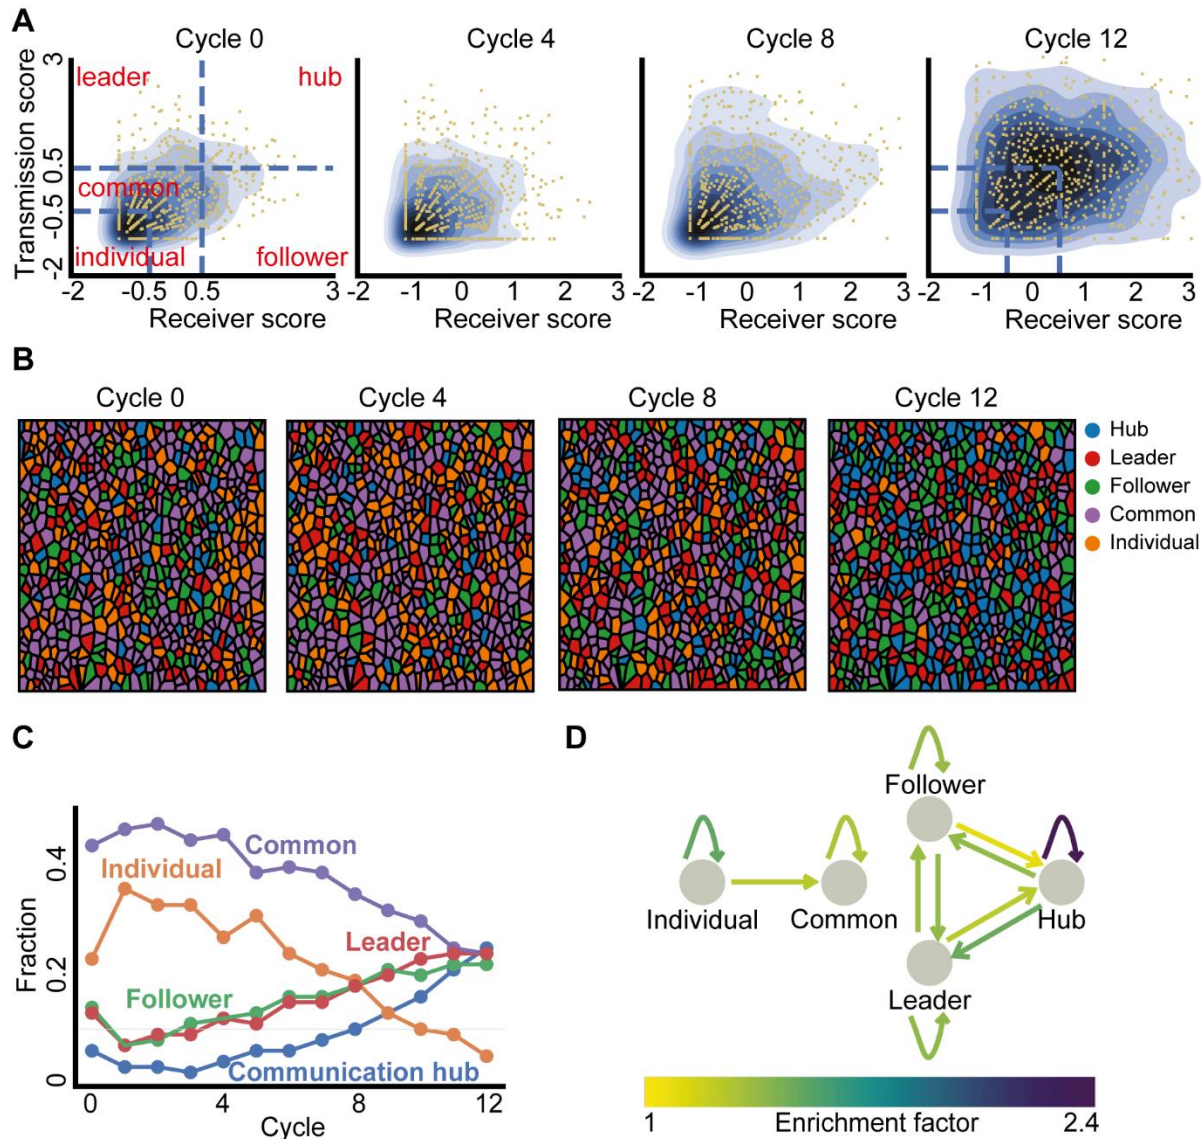 A
Cycle 0
Cycle 4
Cycle 8
Cycle 12
Transmission score
3
0.5
-0.5
-2
leader
hub
common
individual
follower
-2 -0.5 0.5 3
Receiver score
-2 -1 0 1 2 3
Receiver score
-2 -1 0 1 2 3
Receiver score
-2 -1 0 1 2 3
Receiver score
B
Cycle 0
Cycle 4
Cycle 8
Cycle 12
Hub
Leader
Follower
Common
Individual
C
Fraction
0.4
0.2
0
Common
Individual
Leader
Follower
Communication hub
0 4 8 12
Cycle
D
Follower
Individual
Common
Hub
Leader
1 Enrichment factor 2.4